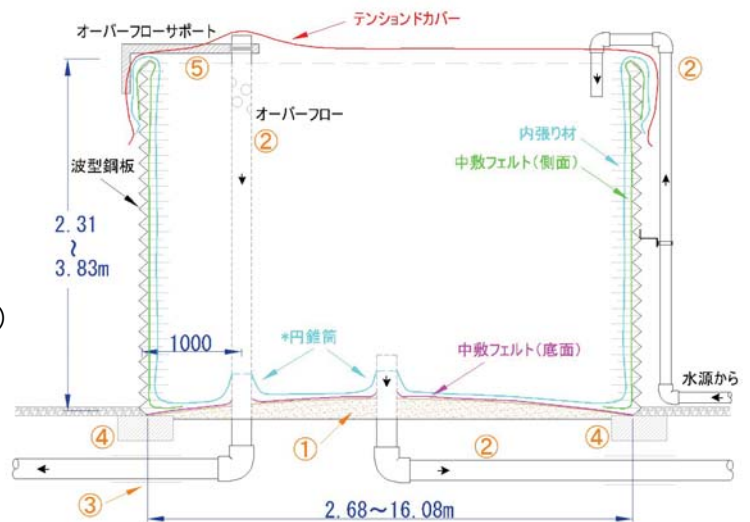 テンションドカバー
オーバーフローサポート
⑤
②
オーバーフロー
②
内張り材
中敷フェルト(側面)
波型鋼板
2.31
~
3.83m
)
1000
*円錐筒
中敷フェルト(底面)
水源から
④
①
②
④
③
2.68~16.08m